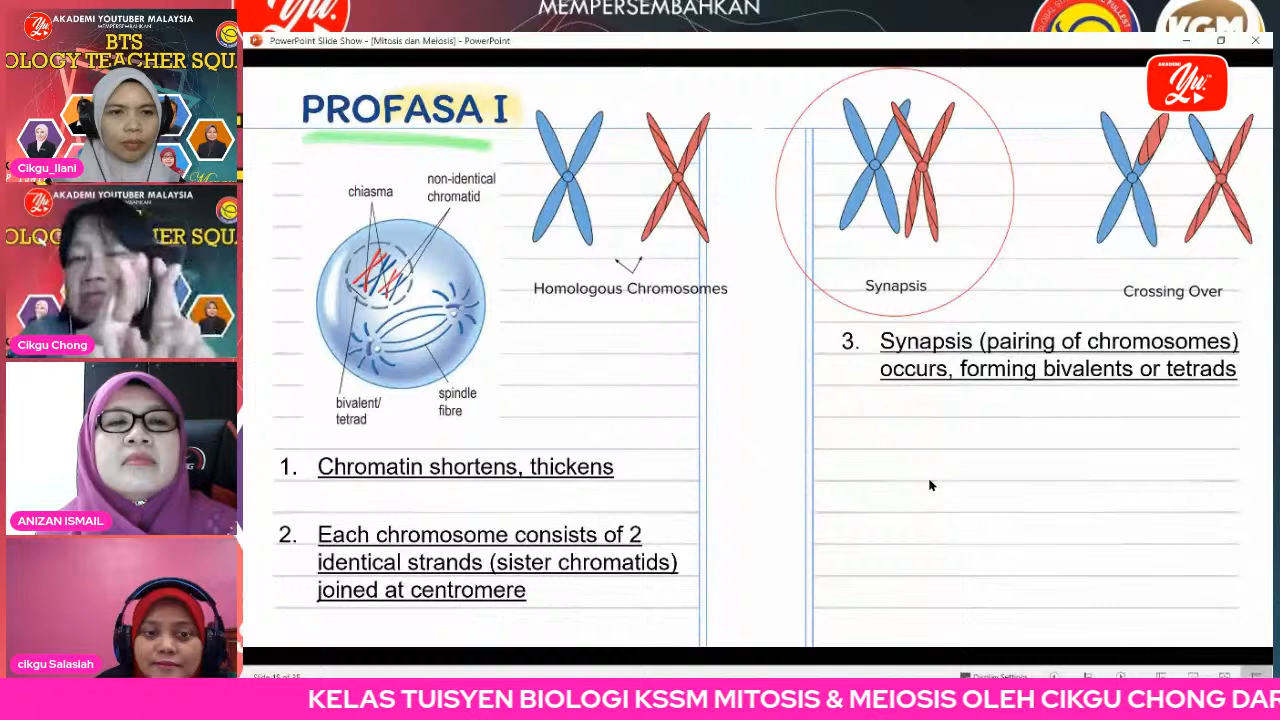 MEMPERSEMBAHKAN
AKADEMI YOUTUBER MALAYSIA
MEMPERSEMBAHKAN
BTS
OLOGY TEACHER SQU
Cikgu_Ilani
AKADEMI YOUTUBER MALAYSIA
Cikgu Chong
ANIZAN ISMAIL
cikgu Salasiah
PowerPoint Slide Show - [Mitosis dan Meiosis] - PowerPoint
KGM
Yu
PROFASA I
chiasma
non-identical
chromatid
bivalent/
tetrad
spindle
fibre
Homologous Chromosomes
Synapsis
Crossing Over
1. Chromatin shortens, thickens
2. Each chromosome consists of 2
identical strands (sister chromatids)
joined at centromere
3. Synapsis (pairing of chromosomes)
occurs, forming bivalents or tetrads
KELAS TUISYEN BIOLOGI KSSM MITOSIS & MEIOSIS OLEH CIKGU CHONG DAR